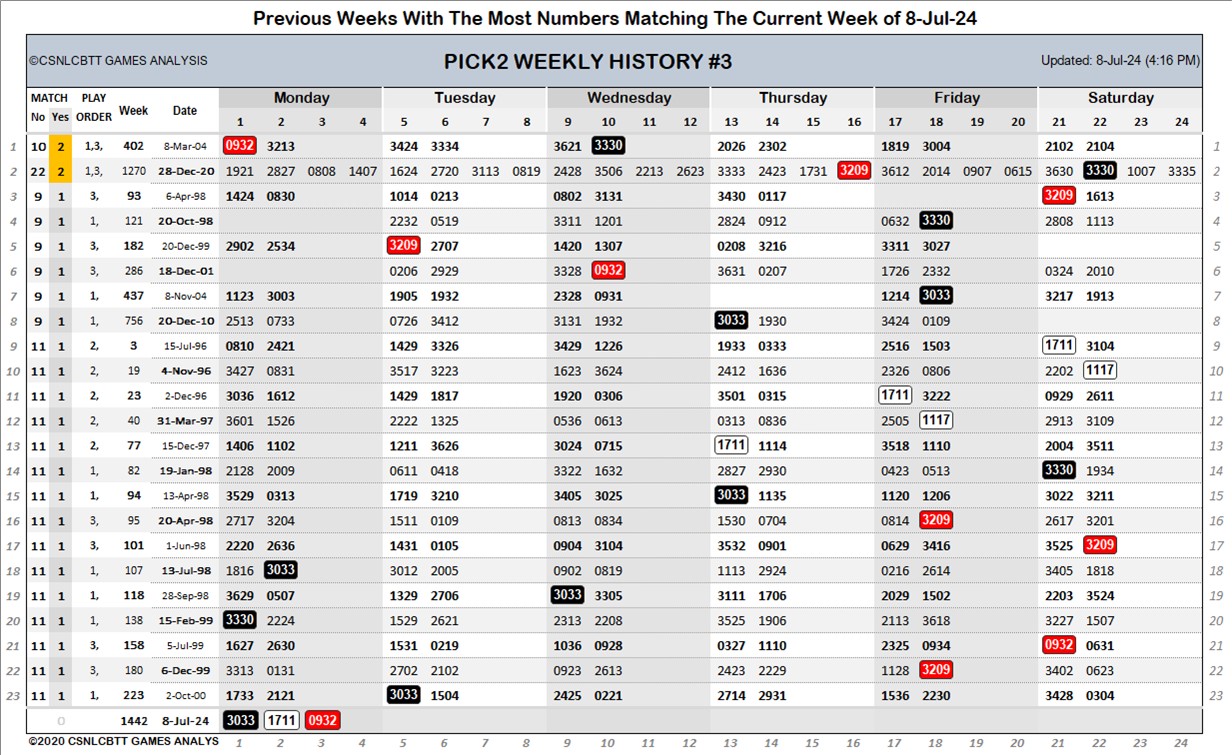 Previous Weeks With The Most Numbers Matching The Current Week of 8-Jul-24
©CSNLCBTT GAMES ANALYSIS PICK2 WEEKLY HISTORY #3 Updated: 8-Jul-24 (4:16 PM)
MATCH PLAY Week Date Monday Tuesday Wednesday Thursday Friday Saturday
No Yes ORDER 1 2 3 4 5 6 7 8 9 10 11 12 13 14 15 16 17 18 19 20 21 22 23 24
1 10 2 1,3, 402 8-Mar-04 0932 3213 3424 3334 3621 3330 2026 2302 1819 3004 2102 2104 1
2 22 2 1,3, 1270 28-Dec-20 1921 2827 0808 1407 1624 2720 3113 0819 2428 3506 2213 2623 3333 2423 1731 3209 3612 2014 0907 0615 3630 3330 1007 3335 2
3 9 1 3, 93 6-Apr-98 1424 0830 1014 0213 0802 3131 3430 0117 3209 1613 3
4 9 1 1, 121 20-Oct-98 2232 0519 3311 1201 2824 0912 0632 3330 2808 1113 4
5 9 1 3, 182 20-Dec-99 2902 2534 3209 2707 1420 1307 0208 3216 3311 3027 5
6 9 1 3, 286 18-Dec-01 0206 2929 3328 0932 3631 0207 1726 2332 0324 2010 6
7 9 1 1, 437 8-Nov-04 1123 3003 1905 1932 2328 0931 1214 3033 3217 1913 7
8 9 1 1, 756 20-Dec-10 2513 0733 0726 3412 3131 1932 3033 1930 3424 0109 8
9 11 1 2, 3 15-Jul-96 0810 2421 1429 3326 3429 1226 1933 0333 2516 1503 1711 3104 9
10 11 1 2, 19 4-Nov-96 3427 0831 3517 3223 1623 3624 2412 1636 2326 0806 2202 1117 10
11 11 1 2, 23 2-Dec-96 3036 1612 1429 1817 1920 0306 3501 0315 1711 3222 0929 2611 11
12 11 1 2, 40 31-Mar-97 3601 1526 2222 1325 0536 0613 0313 0836 2505 1117 2913 3109 12
13 11 1 2, 77 15-Dec-97 1406 1102 1211 3626 3024 0715 1711 1114 3518 1110 2004 3511 13
14 11 1 1, 82 19-Jan-98 2128 2009 0611 0418 3322 1632 2827 2930 0423 0513 3330 1934 14
15 11 1 1, 94 13-Apr-98 3529 0313 1719 3210 3405 3025 3033 1135 1120 1206 3022 3211 15
16 11 1 3, 95 20-Apr-98 2717 3204 1511 0109 0813 0834 1530 0704 0814 3209 2617 3201 16
17 11 1 3, 101 1-Jun-98 2220 2636 1431 0105 0904 3104 3532 0901 0629 3416 3525 3209 17
18 11 1 1, 107 13-Jul-98 1816 3033 3012 2005 0902 0819 1113 2924 0216 2614 3405 1818 18
19 11 1 1, 118 28-Sep-98 3629 0507 1329 2706 3033 3305 3111 1706 2029 1502 2203 3524 19
20 11 1 1, 138 15-Feb-99 3330 2224 1529 2621 2313 2208 3525 1906 2113 3618 3227 1507 20
21 11 1 3, 158 5-Jul-99 1627 2630 1531 0219 1036 0928 0327 1110 2325 0934 0932 0631 21
22 11 1 3, 180 6-Dec-99 3313 0131 2702 2102 0923 2613 2423 2229 1128 3209 3402 0623 22
23 11 1 1, 223 2-Oct-00 1733 2121 3033 1504 2425 0221 2714 2931 1536 2230 3428 0304 23
0 1442 8-Jul-24 3033 1711 0932
©2020 CSNLCBTT GAMES ANALYS 1 2 3 4 5 6 7 8 9 10 11 12 13 14 15 16 17 18 19 20 21 22 23 24